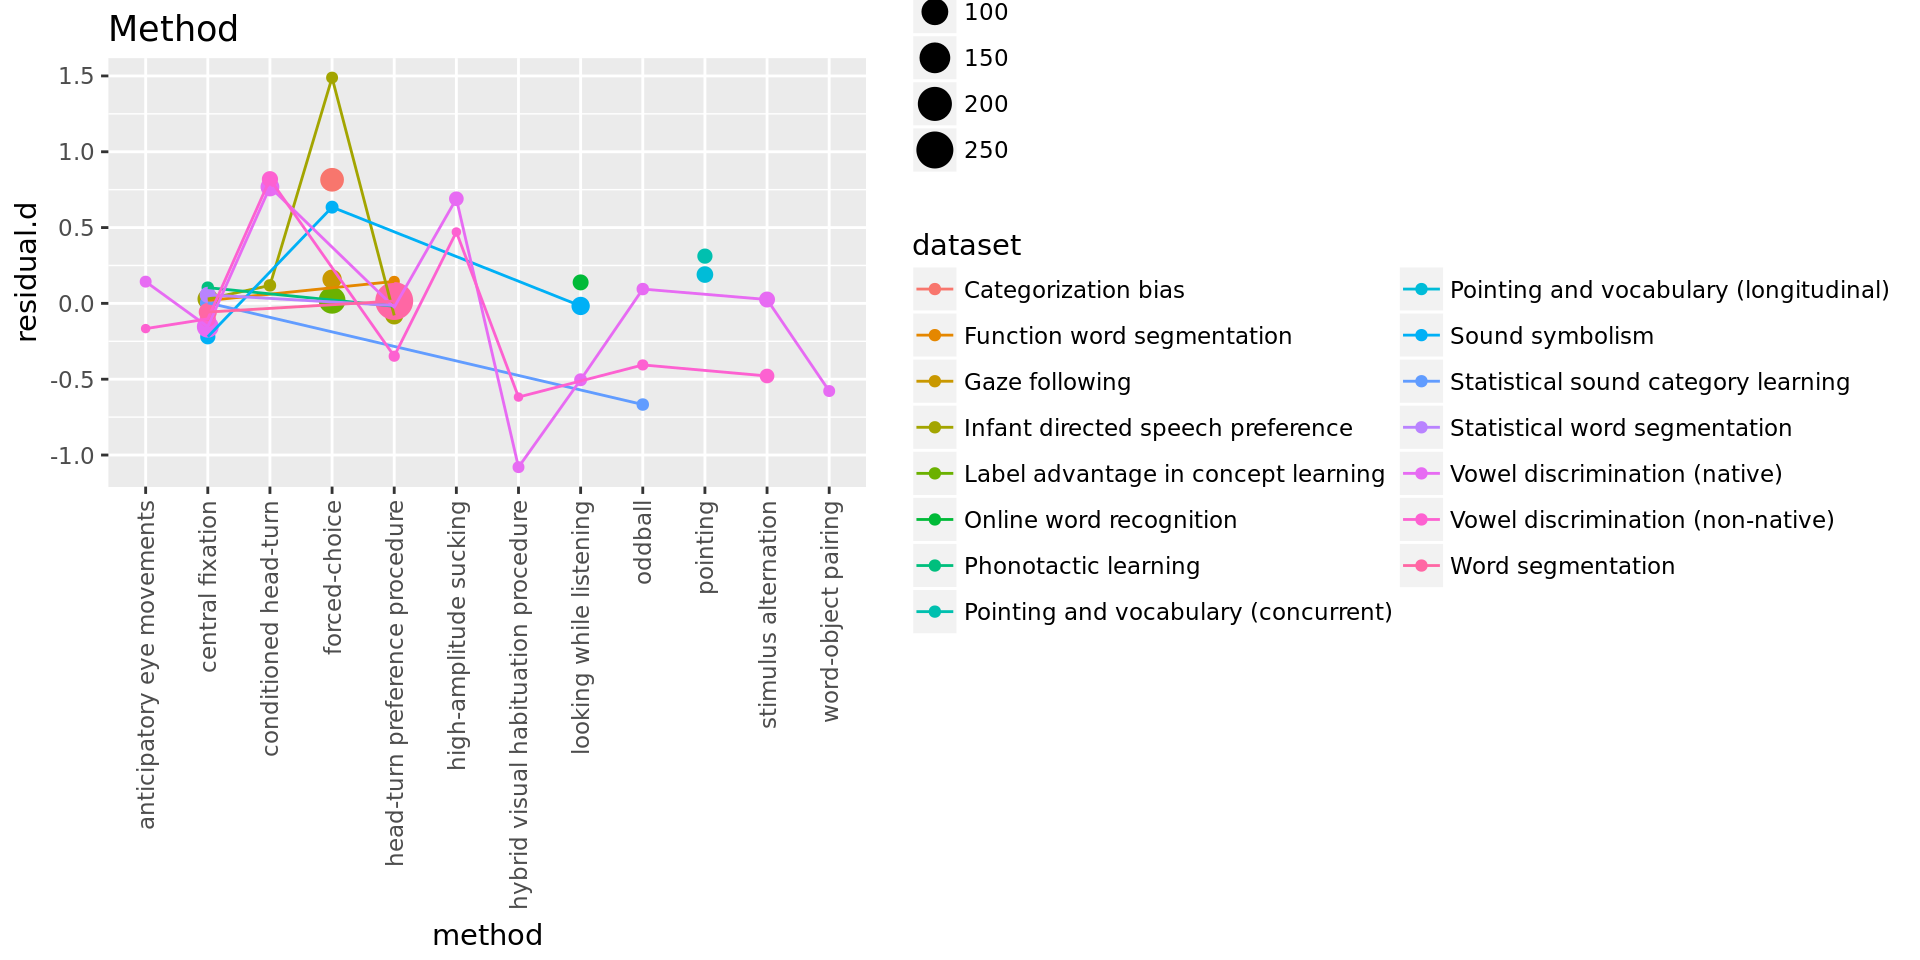 Method
1.5
1.0
0.5
0.0
-0.5
-1.0
residual.d
anticipatory eye movements
central fixation
conditioned head-turn
forced-choice
head-turn preference procedure
high-amplitude sucking
hybrid visual habituation procedure
looking while listening
oddball
pointing
stimulus alternation
word-object pairing
method
100
150
200
250
dataset
Categorization bias
Function word segmentation
Gaze following
Infant directed speech preference
Label advantage in concept learning
Online word recognition
Phonotactic learning
Pointing and vocabulary (concurrent)
Pointing and vocabulary (longitudinal)
Sound symbolism
Statistical sound category learning
Statistical word segmentation
Vowel discrimination (native)
Vowel discrimination (non-native)
Word segmentation